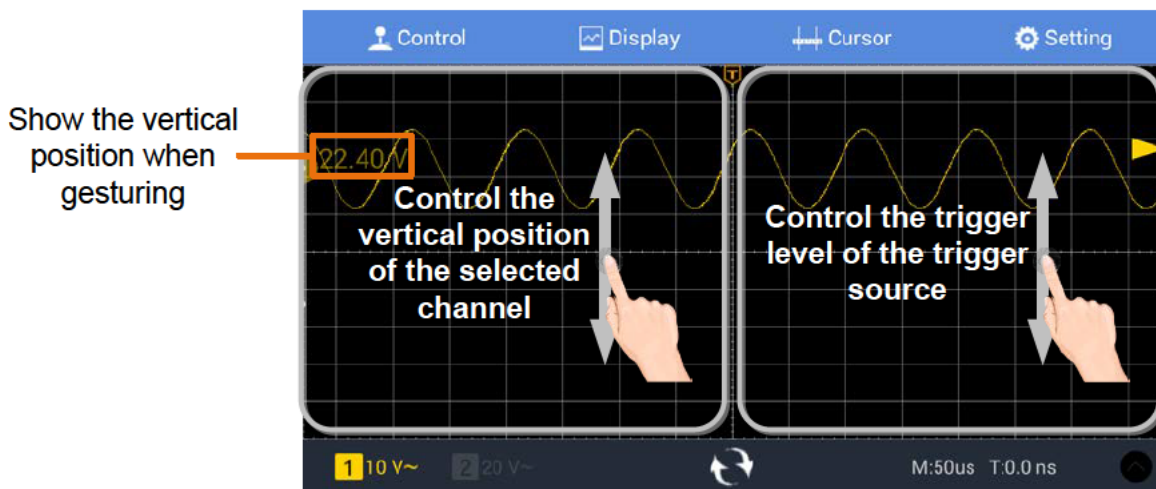 Control
Display
Cursor
Setting
T
Show the vertical
position when
gesturing
22.40 V
Control the
vertical position
of the selected
channel
Control the trigger
level of the trigger
source
1 10 V~
2 20 V~
M:50us T:0.0 ns